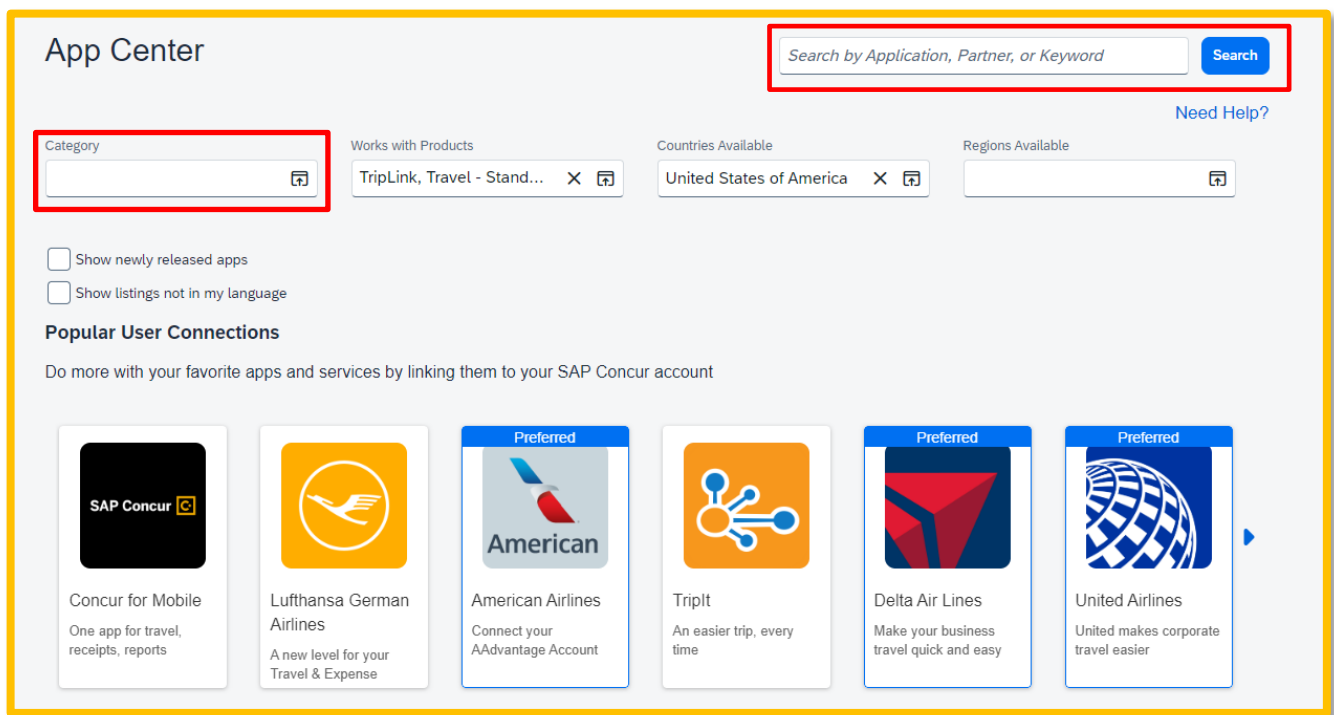 App Center
Search by Application, Partner, or Keyword
Search
Need Help?
Category
Works with Products
Countries Available
Regions Available
TripLink, Travel - Stand...
United States of America
Show newly released apps
Show listings not in my language
Popular User Connections
Do more with your favorite apps and services by linking them to your SAP Concur account
SAP Concur C
Concur for Mobile
One app for travel,
receipts, reports
Lufthansa German
Airlines
A new level for your
Travel & Expense
Preferred
American
American Airlines
Connect your
AAdvantage Account
TripIt
An easier trip, every
time
Preferred
Delta Air Lines
Make your business
travel quick and easy
Preferred
United Airlines
United makes corporate
travel easier